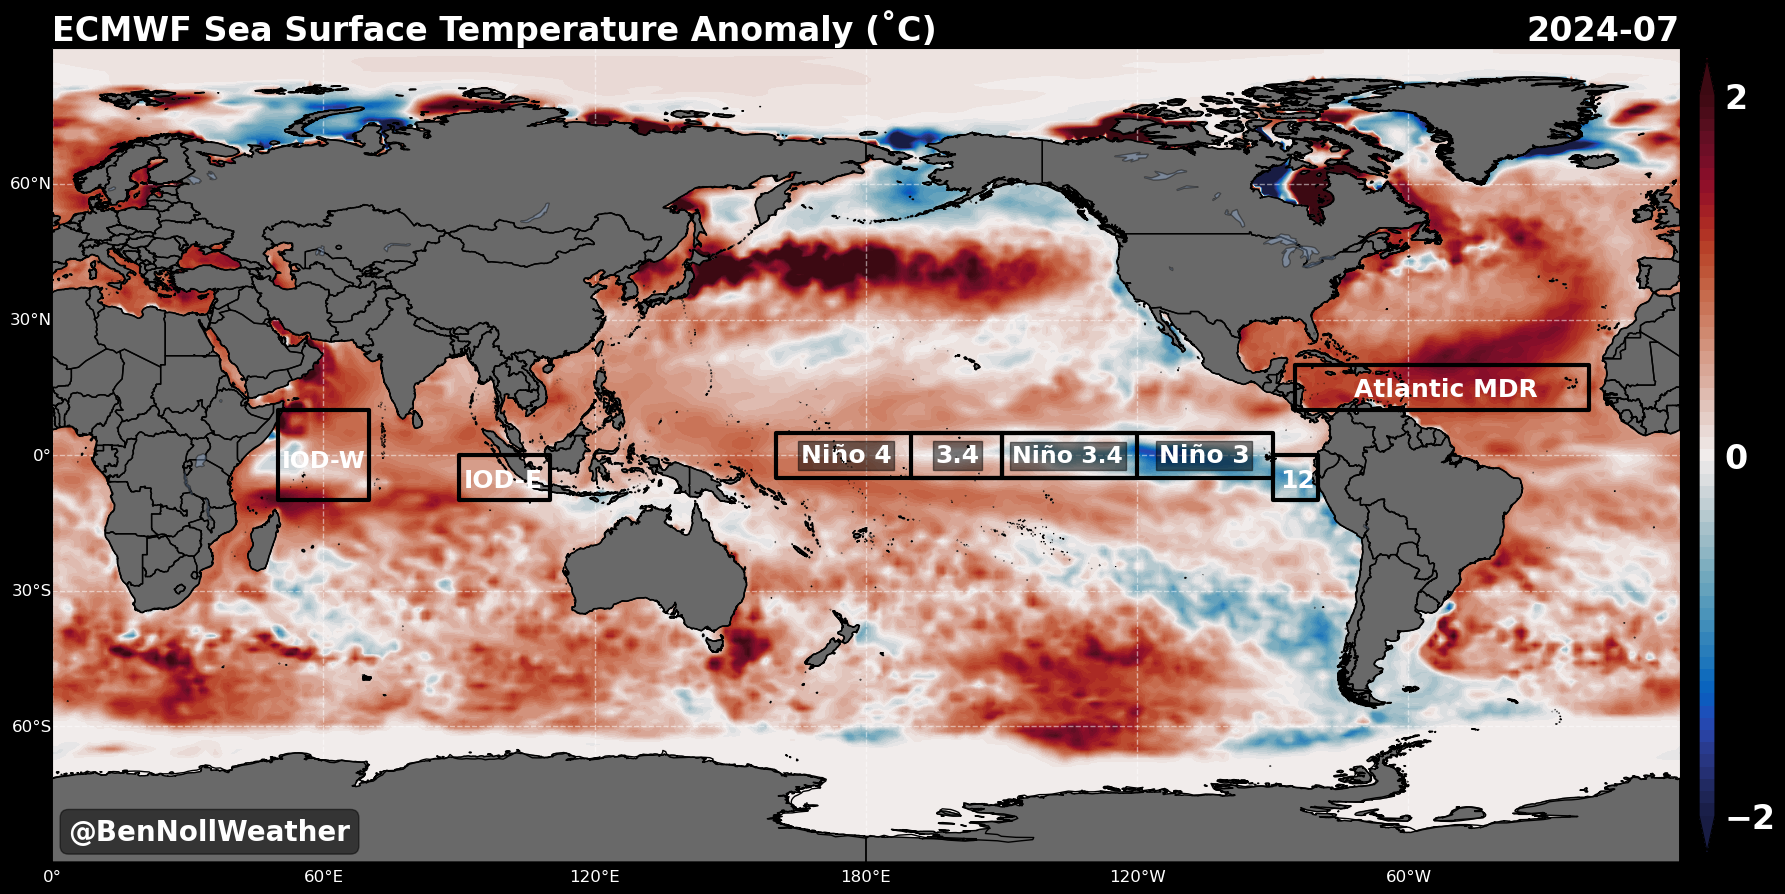 ECMWF Sea Surface Temperature Anomaly (˚C)
2024-07
2
0
−2
60°N
30°N
0°
30°S
60°S
Atlantic MDR
Niño 4
3.4
Niño 3.4
Niño 3
12
IOD-W
IOD-E
@BenNollWeather
0°
60°E
120°E
180°E
120°W
60°W